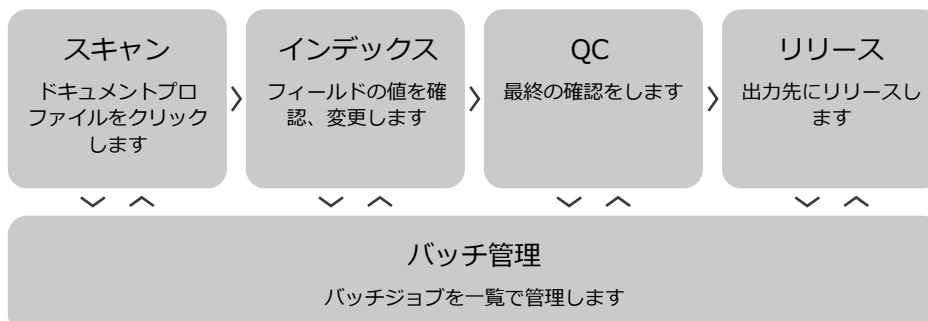 スキャン
ドキュメントプロ
ファイルをクリック
します
インデックス
フィールドの値を確
認、変更します
QC
最終の確認をします
リリース
出力先にリリースし
ます
バッチ管理
バッチジョブを一覧で管理します